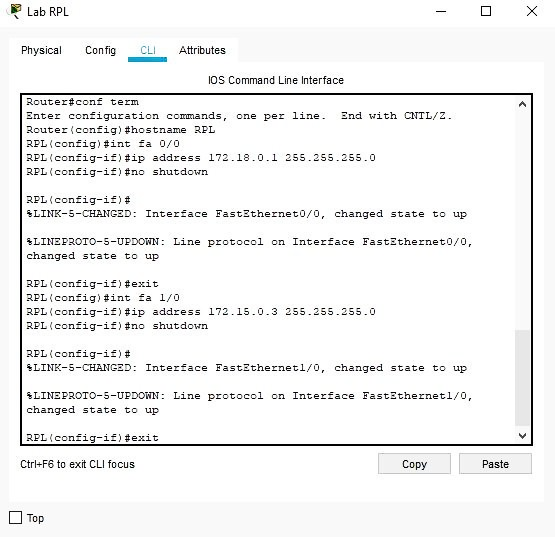 Lab RPL
Physical Config CLI Attributes
IOS Command Line Interface
Router#conf term
Enter configuration commands, one per line.  End with CNTL/Z.
Router(config)#hostname RPL
RPL(config)#int fa 0/0
RPL(config-if)#ip address 172.18.0.1 255.255.255.0
RPL(config-if)#no shutdown
RPL(config-if)#
%LINK-5-CHANGED: Interface FastEthernet0/0, changed state to up
%LINEPROTO-5-UPDOWN: Line protocol on Interface FastEthernet0/0,
changed state to up
RPL(config-if)#exit
RPL(config)#int fa 1/0
RPL(config-if)#ip address 172.15.0.3 255.255.255.0
RPL(config-if)#no shutdown
RPL(config-if)#
%LINK-5-CHANGED: Interface FastEthernet1/0, changed state to up
%LINEPROTO-5-UPDOWN: Line protocol on Interface FastEthernet1/0,
changed state to up
RPL(config-if)#exit
Ctrl+F6 to exit CLI focus
Copy Paste
Top